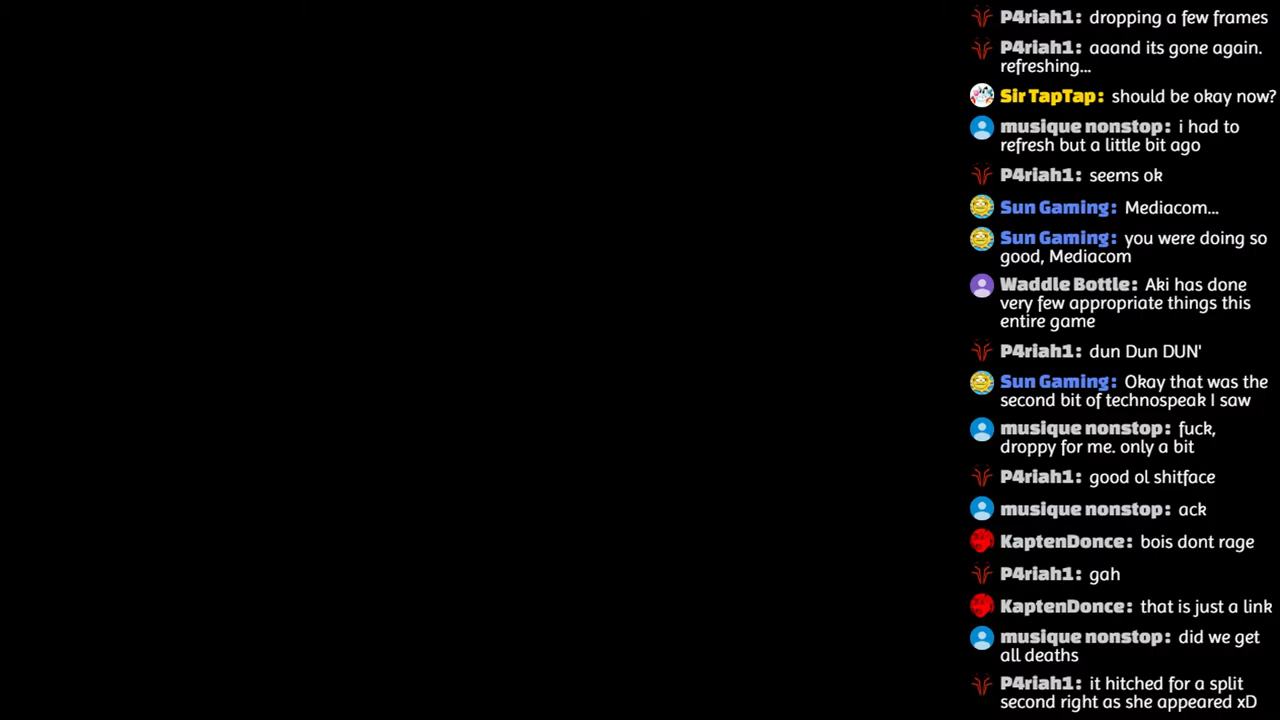 P4riah1: dropping a few frames
P4riah1: aaand its gone again.
refreshing...
Sir TapTap: should be okay now?
musique nonstop: i had to
refresh but a little bit ago
P4riah1: seems ok
Sun Gaming: Mediacom...
Sun Gaming: you were doing so
good, Mediacom
Waddle Bottle: Aki has done
very few appropriate things this
entire game
P4riah1: dun Dun DUN'
Sun Gaming: Okay that was the
second bit of technospeak I saw
musique nonstop: fuck,
droppy for me. only a bit
P4riah1: good ol shitface
musique nonstop: ack
KaptenDonce: bois dont rage
P4riah1: gah
KaptenDonce: that is just a link
musique nonstop: did we get
all deaths
P4riah1: it hitched for a split
second right as she appeared xD